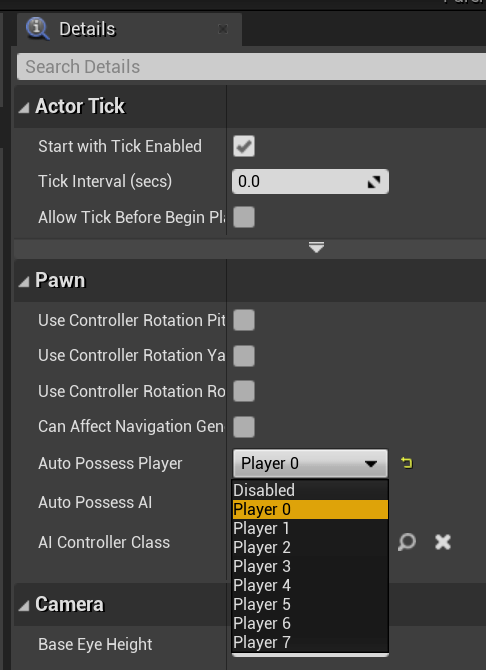 Details
Search Details
Actor Tick
Start with Tick Enabled
Tick Interval (secs) 0.0
Allow Tick Before Begin Pl
Pawn
Use Controller Rotation Pit
Use Controller Rotation Ya
Use Controller Rotation Ro
Can Affect Navigation Gen
Auto Possess Player Player 0
Disabled
Auto Possess AI Player 0
Player 1
Player 2
AI Controller Class
Player 3
Player 4
Player 5
Camera
Player 6
Base Eye Height Player 7